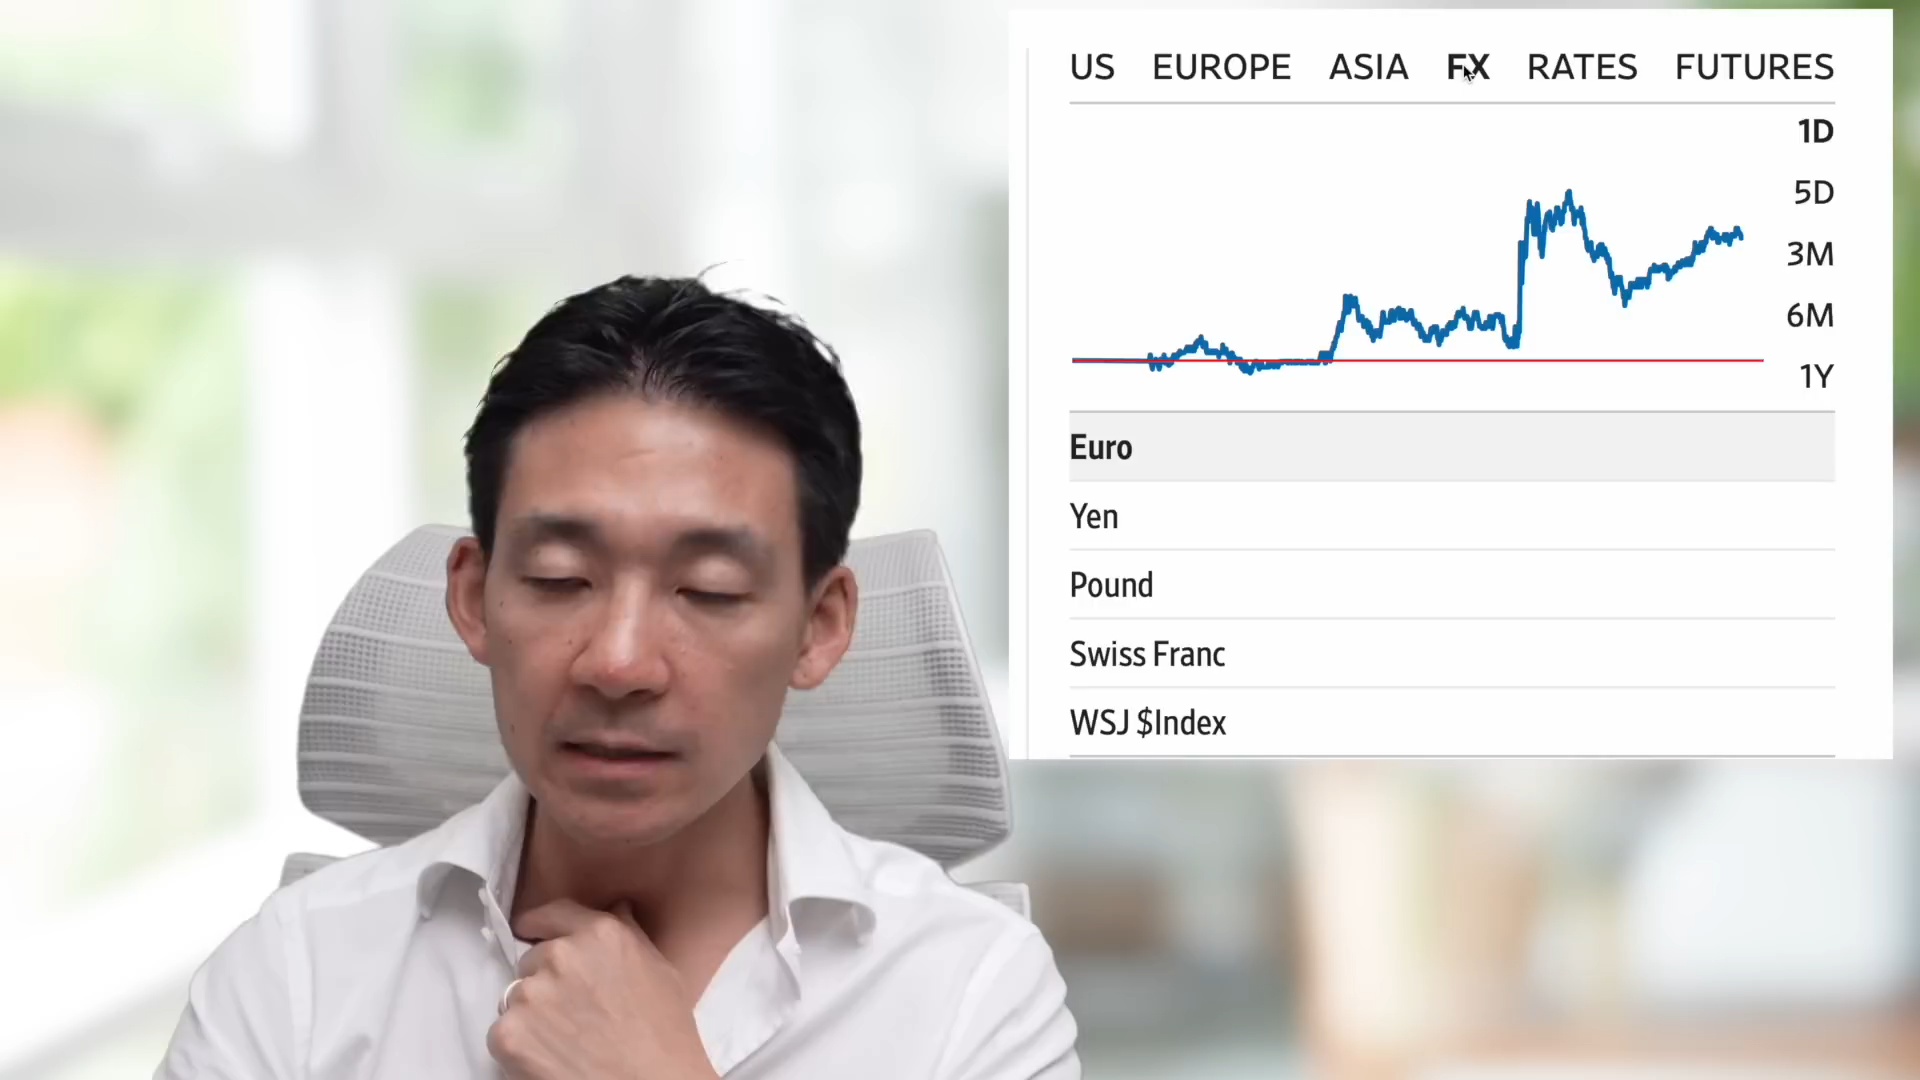 US EUROPE ASIA FX RATES FUTURES
1D
5D
3M
6M
1Y
Euro
Yen
Pound
Swiss Franc
WSJ $Index